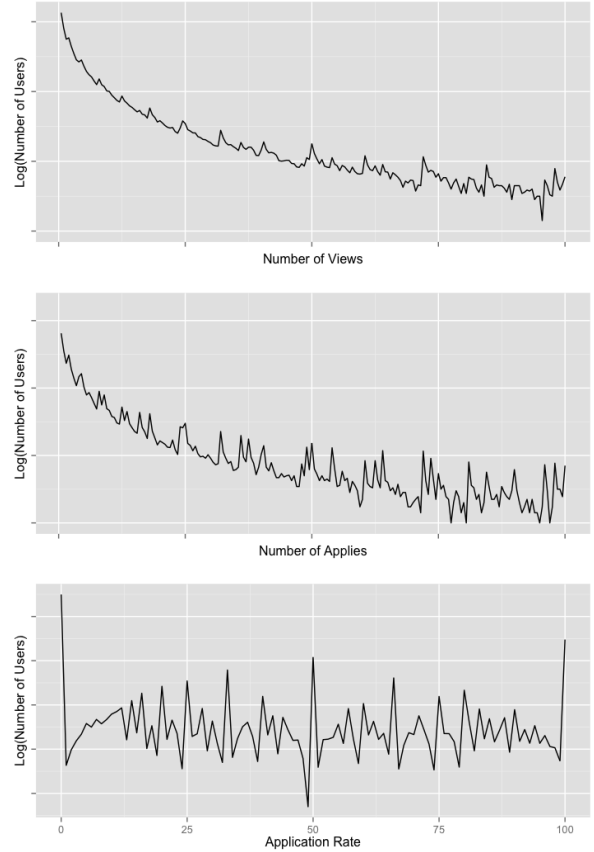 Log(Number of Users)
Number of Views
Log(Number of Users)
Number of Applies
Log(Number of Users)
0 25 50 75 100
Application Rate